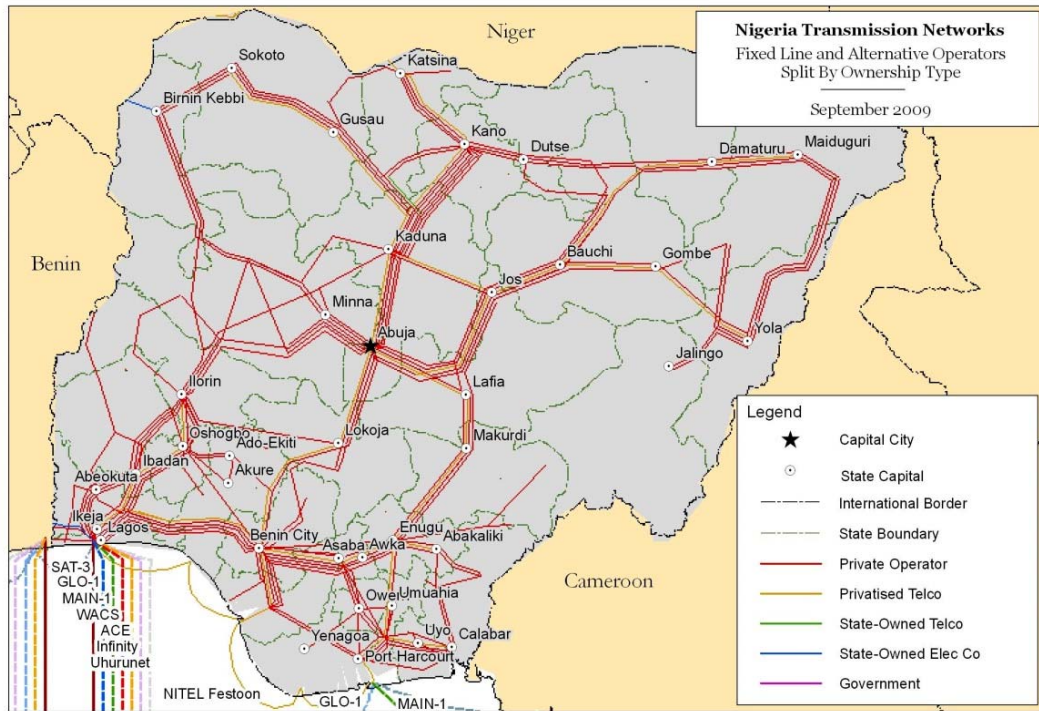 Nigeria Transmission Networks
Fixed Line and Alternative Operators
Split By Ownership Type
September 2009
Niger
Benin
Cameroon
Sokoto
Katsina
Birnin Kebbi
Gusau
Kano
Dutse
Damaturu
Maiduguri
Kaduna
Bauchi
Gombe
Jos
Minna
Abuja
Yola
Jalingo
Ilorin
Lafia
Oshogbo
Ado-Ekiti
Lokoja
Makurdi
Ibadan
Akure
Abeokuta
Ikeja
Lagos
Benin City
Asaba
Awka
Enugu
Abakaliki
Umuahia
Yenagoa
Uyo
Calabar
Port Harcourt
SAT-3
GLO-1
MAIN-1
WACS
ACE
Infinity
Uhurunet
NITEL Festoon
GLO-1
MAIN-1
Legend
Capital City
State Capital
International Border
State Boundary
Private Operator
Privatised Telco
State-Owned Telco
State-Owned Elec Co
Government